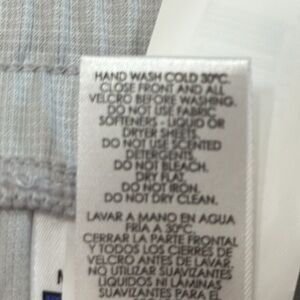 HAND WASH COLD 30°C.
CLOSE FRONT AND ALL
VELCRO BEFORE WASHING.
DO NOT USE FABRIC
SOFTENERS - LIQUID OR
DRYER SHEETS.
DO NOT USE SCENTED
DETERGENTS.
DO NOT BLEACH.
DRY FLAT.
DO NOT IRON.
DO NOT DRY CLEAN.
LAVAR A MANO EN AGUA
FRÍA A 30°C.
CERRAR LA PARTE FRONTAL
Y TODOS LOS CIERRES DE
VELCRO ANTES DE LAVAR.
NO UTILIZAR SUAVIZANTES
LIQUIDOS NI LÁMINAS
SUAVIZANTES PARA EL